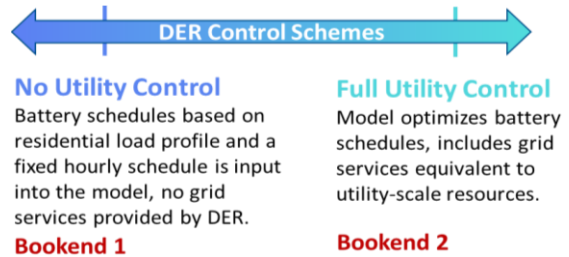 DER Control Schemes
No Utility Control
Battery schedules based on
residential load profile and a
fixed hourly schedule is input
into the model, no grid
services provided by DER.
Bookend 1
Full Utility Control
Model optimizes battery
schedules, includes grid
services equivalent to
utility-scale resources.
Bookend 2